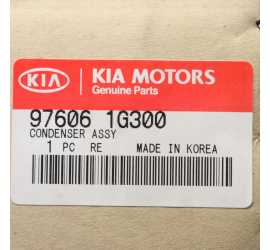 KIA
KIA MOTORS
Genuine Parts
97606 1G300
CONDENSER ASSY
1 PC RE MADE IN KOREA